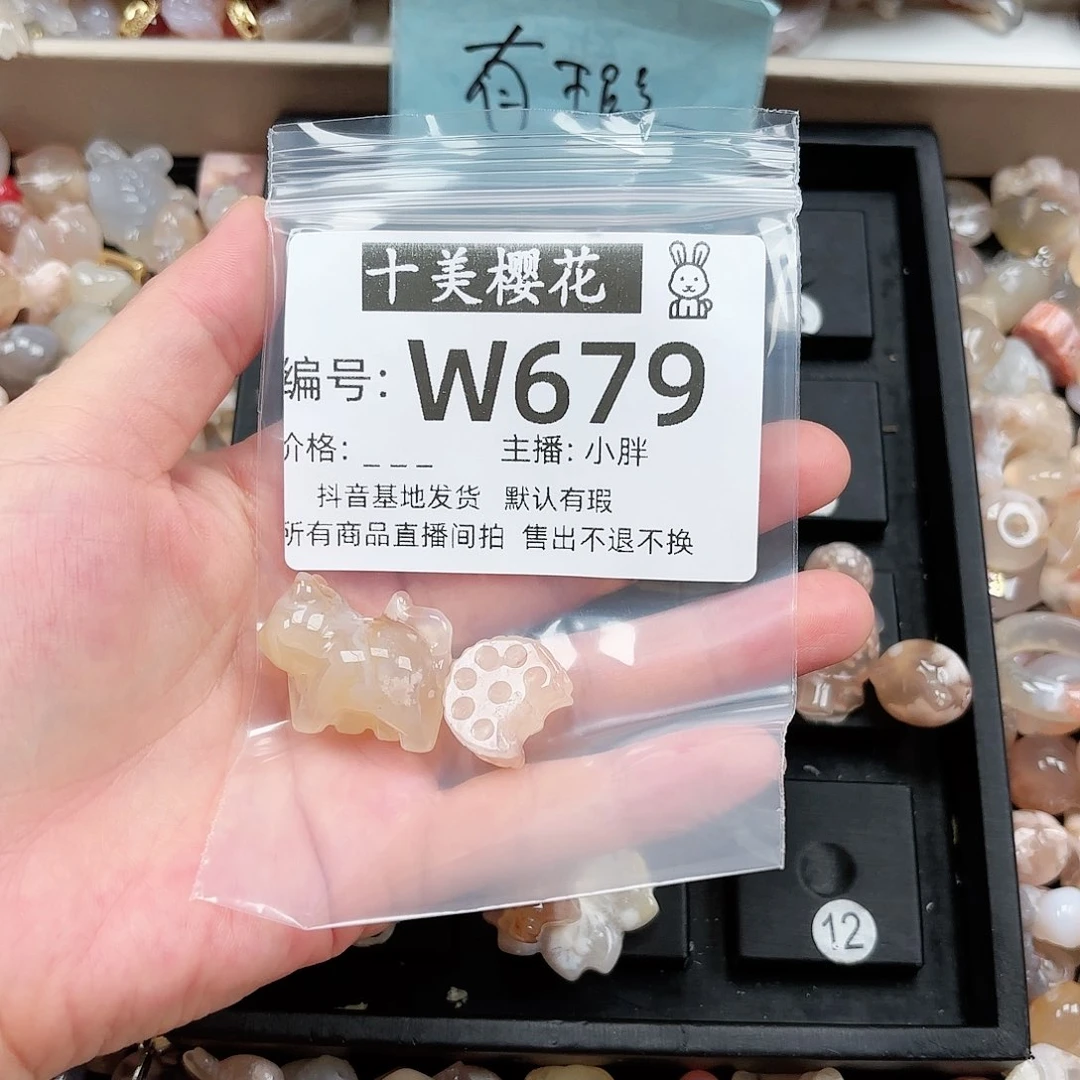 有瑕
十美樱花
编号: W679
价格: _ _ _ 主播: 小胖
抖音基地发货 默认有瑕
所有商品直播间拍 售出不退不换
12